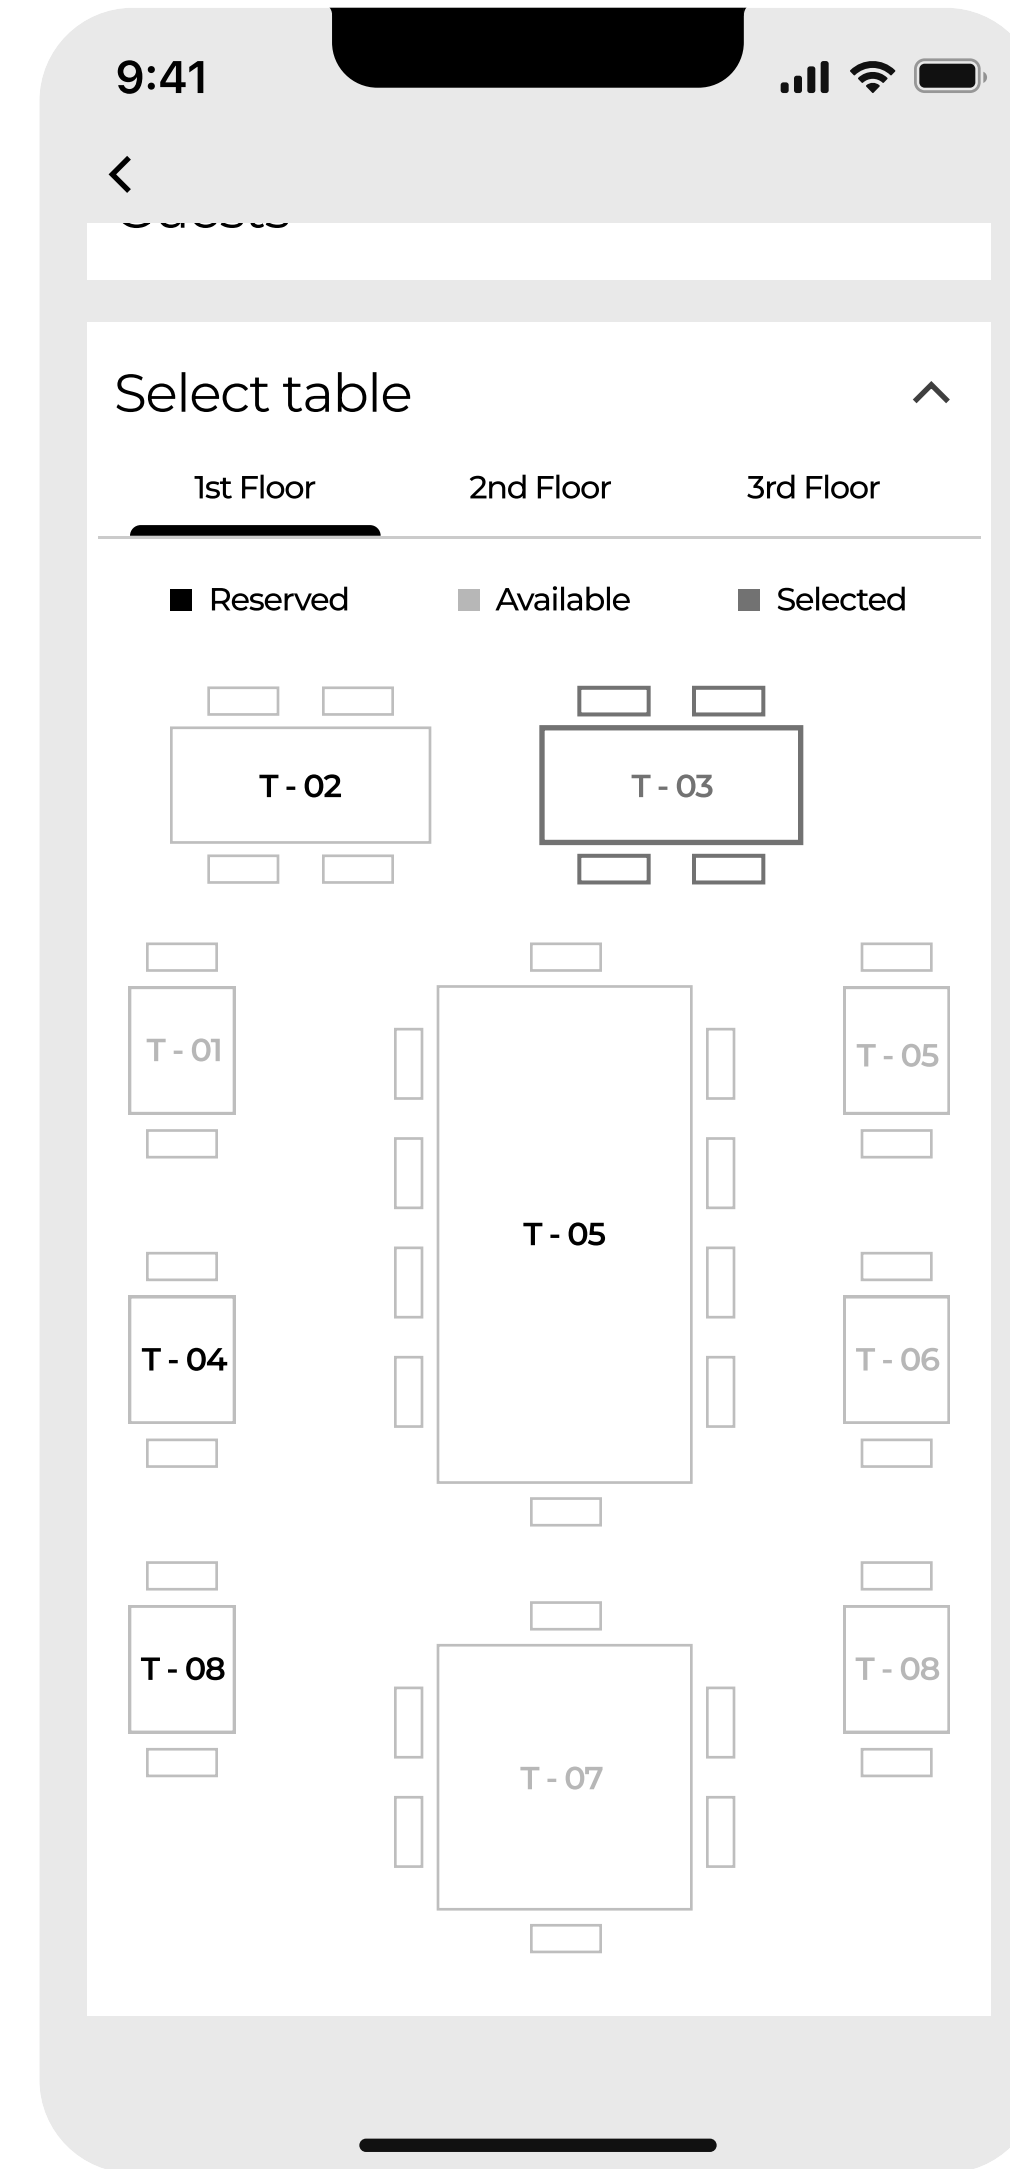 9:41
Guests
Select table
1st Floor 2nd Floor 3rd Floor
Reserved Available Selected
T - 02 T - 03
T - 01 T - 05
T - 05
T - 04 T - 06
T - 08 T - 08
T - 07